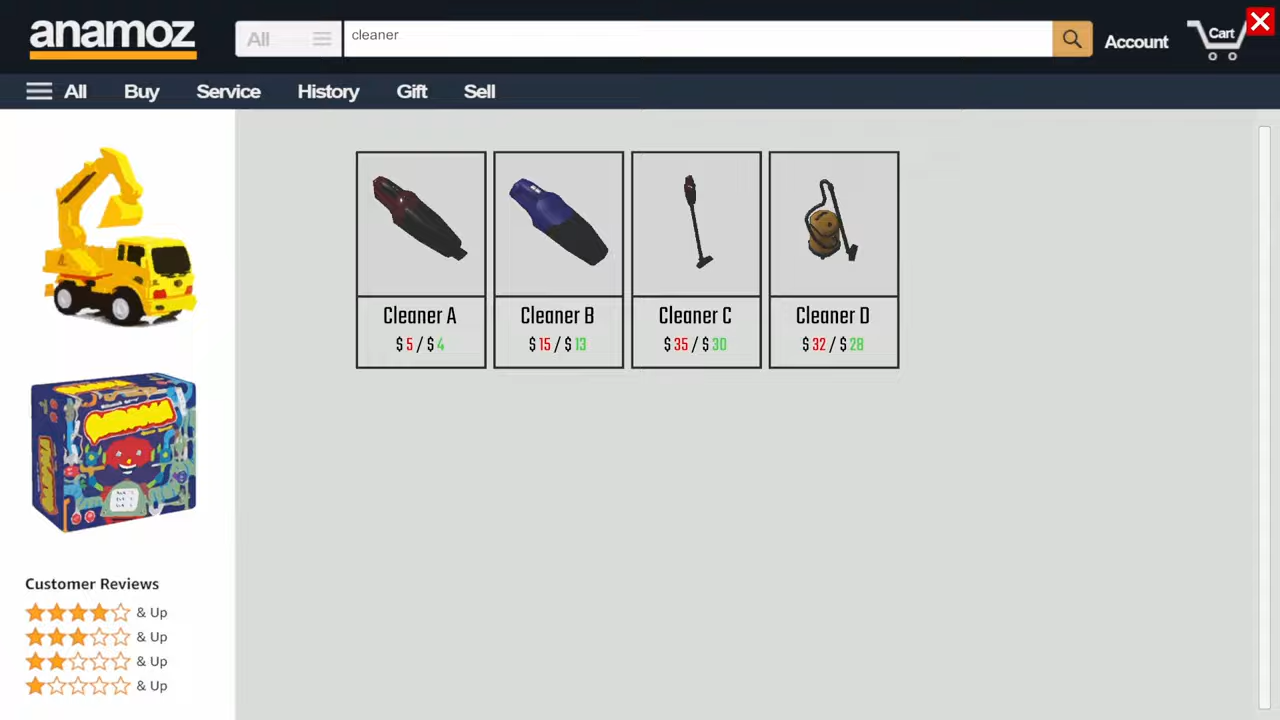 anamoz
All
cleaner
Account
Cart
All
Buy
Service
History
Gift
Sell
Cleaner A
$ 5 / $ 4
Cleaner B
$ 15 / $ 13
Cleaner C
$ 35 / $ 30
Cleaner D
$ 32 / $ 28
Customer Reviews
& Up
& Up
& Up
& Up